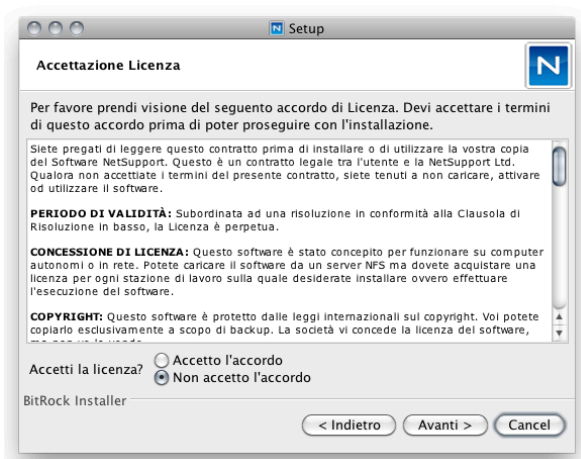 Setup
Accettazione Licenza
N
Per favore prendi visione del seguento accordo di Licenza. Devi accettare i termini
di questo accordo prima di poter proseguire con l'installazione.
Siete pregati di leggere questo contratto prima di installare o di utilizzare la vostra copia
del Software NetSupport. Questo è un contratto legale tra l'utente e la NetSupport Ltd.
Qualora non accettiate i termini del presente contratto, siete tenuti a non caricare, attivare
od utilizzare il software.
PERIODO DI VALIDITÀ: Subordinata ad una risoluzione in conformità alla Clausola di
Risoluzione in basso, la Licenza è perpetua.
CONCESSIONE DI LICENZA: Questo software è stato concepito per funzionare su computer
autonomi o in rete. Potete caricare il software da un server NFS ma dovete acquistare una
licenza per ogni stazione di lavoro sulla quale desiderate installare ovvero effettuare
l'esecuzione del software.
COPYRIGHT: Questo software è protetto dalle leggi internazionali sul copyright. Voi potete
copiarlo esclusivamente a scopo di backup. La società vi concede la licenza del software,
Accetti la licenza?
Accetto l'accordo
Non accetto l'accordo
BitRock Installer
< Indietro
Avanti >
Cancel